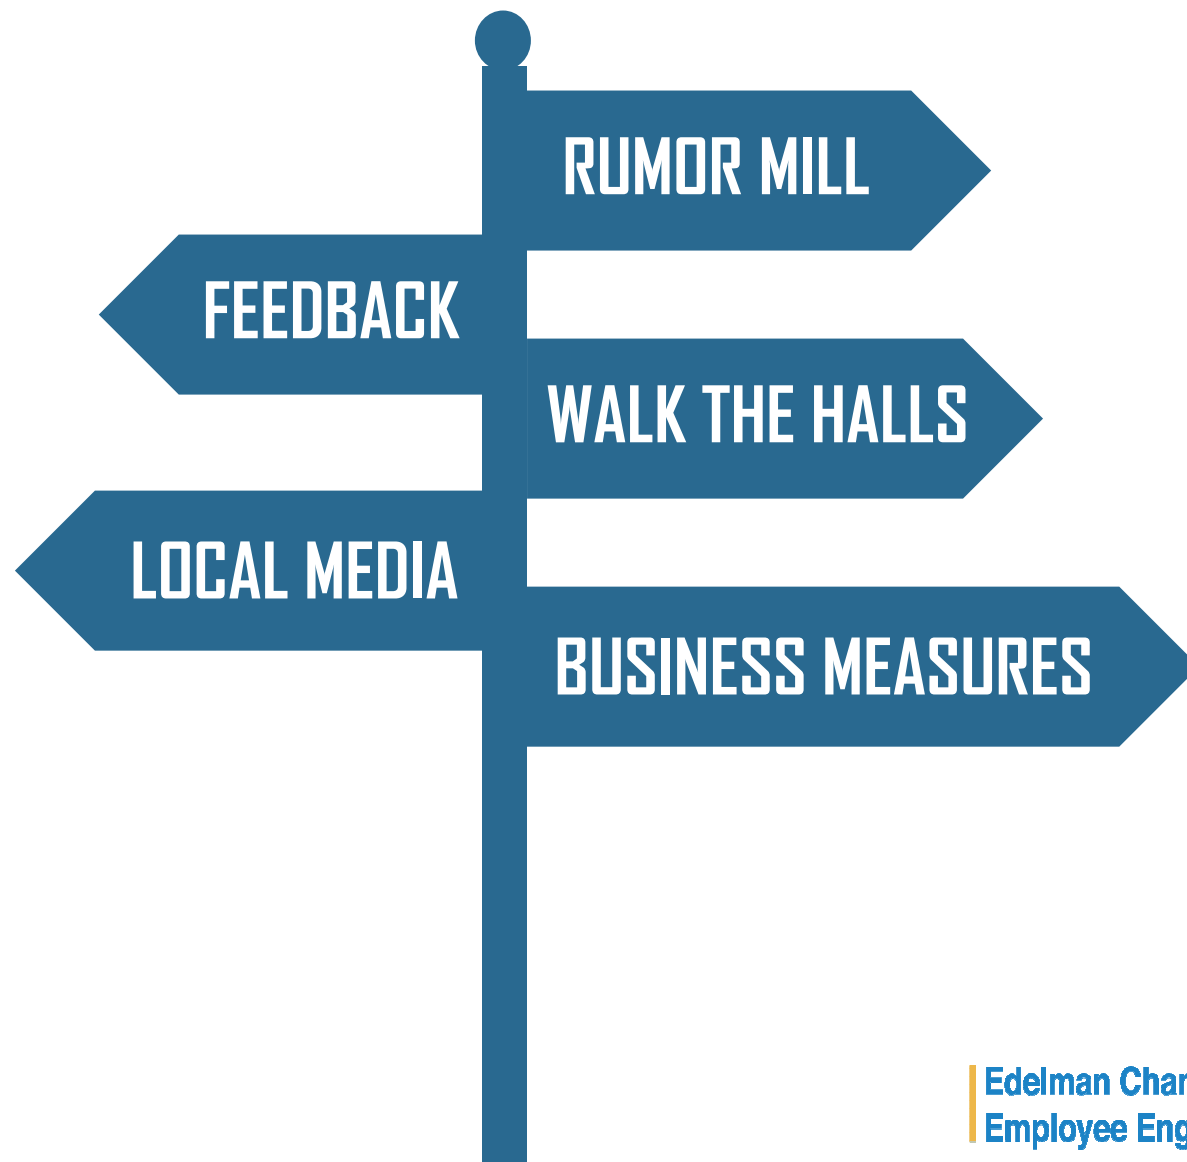 RUMOR MILL
FEEDBACK
WALK THE HALLS
LOCAL MEDIA
BUSINESS MEASURES
Edelman
Employee